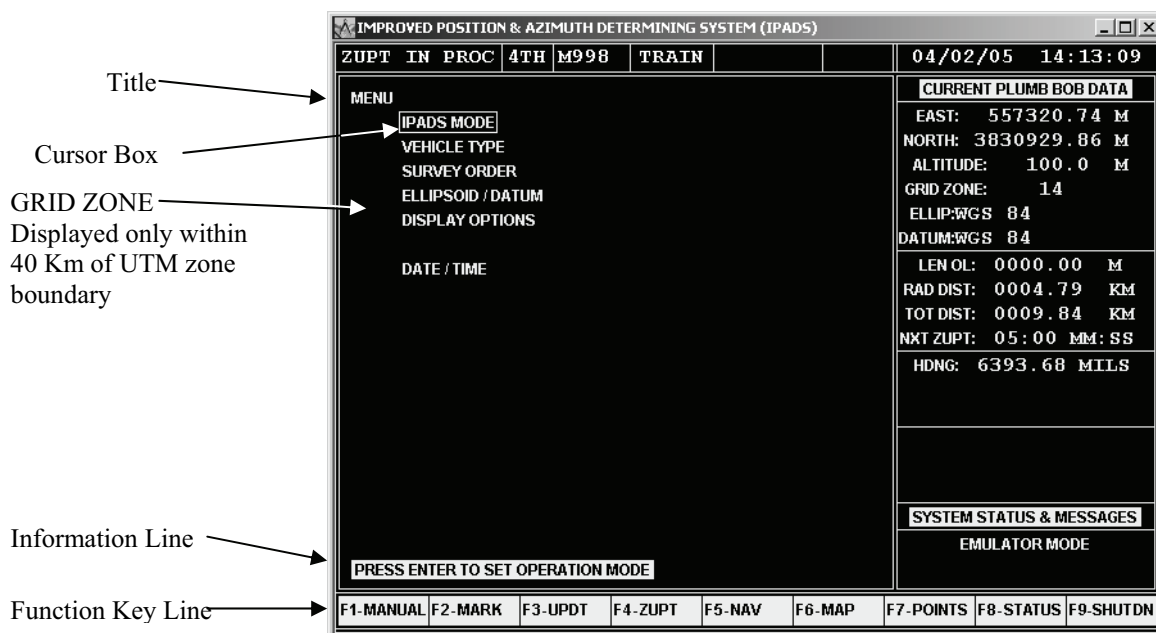 IMPROVED POSITION & AZIMUTH DETERMINING SYSTEM (IPADS)
ZUPT IN PROC 4TH M998 TRAIN 04/02/05 14:13:09
Title
Cursor Box
GRID ZONE
Displayed only within
40 Km of UTM zone
boundary
Information Line
Function Key Line
MENU
IPADS MODE
VEHICLE TYPE
SURVEY ORDER
ELLIPSOID / DATUM
DISPLAY OPTIONS
DATE / TIME
PRESS ENTER TO SET OPERATION MODE
CURRENT PLUMB BOB DATA
EAST: 557320.74 M
NORTH: 3830929.86 M
ALTITUDE: 100.0 M
GRID ZONE: 14
ELLIP:WGS 84
DATUM:WGS 84
LEN OL: 0000.00 M
RAD DIST: 0004.79 KM
TOT DIST: 0009.84 KM
NXT ZUPT: 05:00 MM:SS
HDNG: 6393.68 MILS
SYSTEM STATUS & MESSAGES
EMULATOR MODE
F1-MANUAL F2-MARK F3-UPDT F4-ZUPT F5-NAV F6-MAP F7-POINTS F8-STATUS F9-SHUTDN